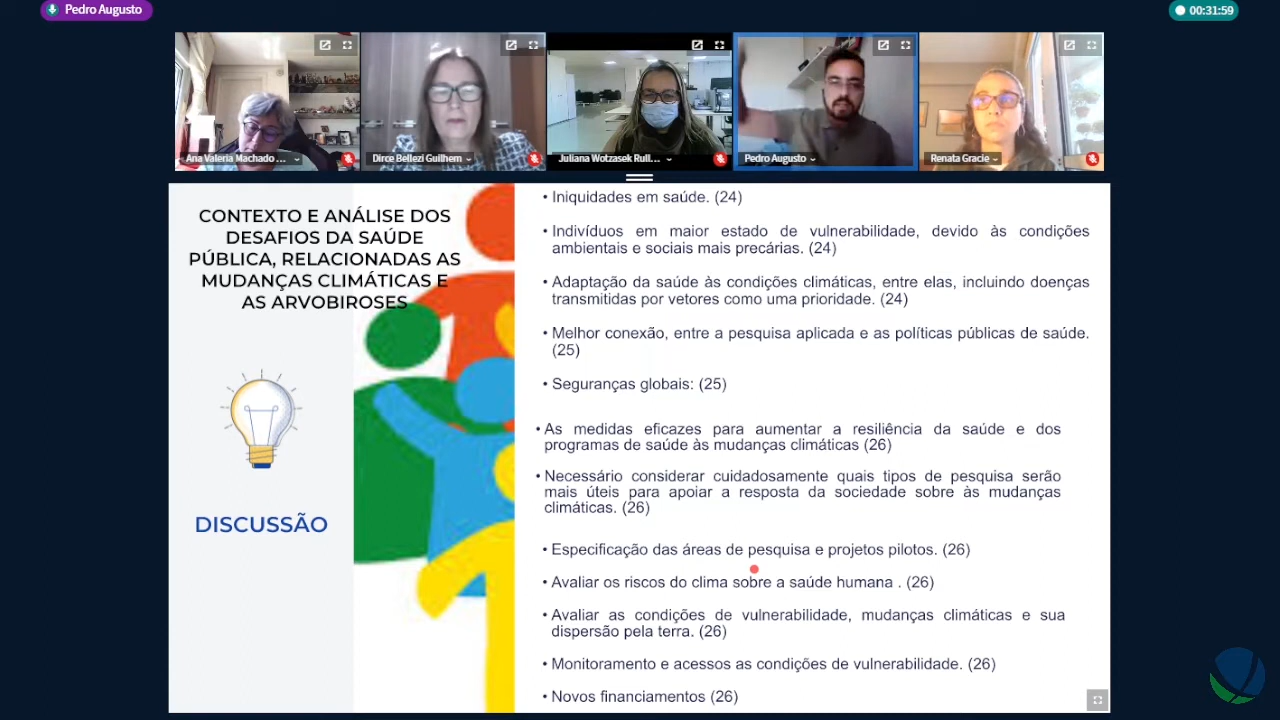 Pedro Augusto
00:31:59
Ana Valeria Machado ...
Dirce Bellezi Guilhem
Juliana Wotzasek Rull...
Pedro Augusto
Renata Gracie
CONTEXTO E ANÁLISE DOS
DESAFIOS DA SAÚDE
PÚBLICA, RELACIONADAS AS
MUDANÇAS CLIMÁTICAS E
AS ARVOBIROSES
DISCUSSÃO
• Iniquidades em saúde. (24)
• Indivíduos em maior estado de vulnerabilidade, devido às condições
ambientais e sociais mais precárias. (24)
• Adaptação da saúde às condições climáticas, entre elas, incluindo doenças
transmitidas por vetores como uma prioridade. (24)
• Melhor conexão, entre a pesquisa aplicada e as políticas públicas de saúde.
(25)
• Seguranças globais: (25)
• As medidas eficazes para aumentar a resiliência da saúde e dos
programas de saúde às mudanças climáticas (26)
• Necessário considerar cuidadosamente quais tipos de pesquisa serão
mais úteis para apoiar a resposta da sociedade sobre às mudanças
climáticas. (26)
• Especificação das áreas de pesquisa e projetos pilotos. (26)
• Avaliar os riscos do clima sobre a saúde humana . (26)
• Avaliar as condições de vulnerabilidade, mudanças climáticas e sua
dispersão pela terra. (26)
• Monitoramento e acessos as condições de vulnerabilidade. (26)
• Novos financiamentos (26)